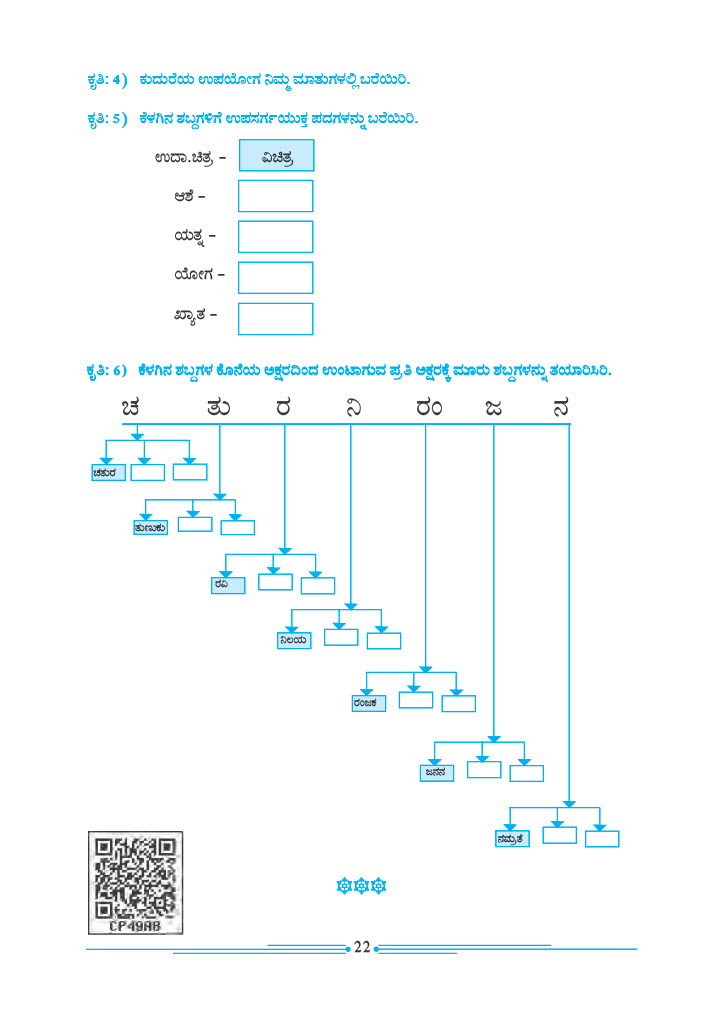 ಕೃತಿ: 4) ಕುದುರೆಯ ಉಪಯೋಗ ನಿಮ್ಮ ಮಾತುಗಳಲ್ಲಿ ಬರೆಯಿರಿ.
ಕೃತಿ: 5) ಕೆಳಗಿನ ಶಬ್ದಗಳಿಗೆ ಉಪಸರ್ಗಯುಕ್ತ ಪದಗಳನ್ನು ಬರೆಯಿರಿ.
ಉದಾ.ಚಿತ್ರ – ವಿಚಿತ್ರ
ಆಶೆ –
ಯತ್ನ –
ಯೋಗ –
ಖ್ಯಾತ –
ಕೃತಿ: 6) ಕೆಳಗಿನ ಶಬ್ದಗಳ ಕೊನೆಯ ಅಕ್ಷರದಿಂದ ಉಂಟಾಗುವ ಪ್ರತಿ ಅಕ್ಷರಕ್ಕೆ ಮೂರು ಶಬ್ದಗಳನ್ನು ತಯಾರಿಸಿರಿ.
ಚ ತು ರ ನಿ ರಂ ಜ ನ
ಚತುರ
ತುಣುಕು
ರವಿ
ನಿಲಯ
ರಂಜಕ
ಜನನ
ನಮ್ರತೆ
CP49AB
22